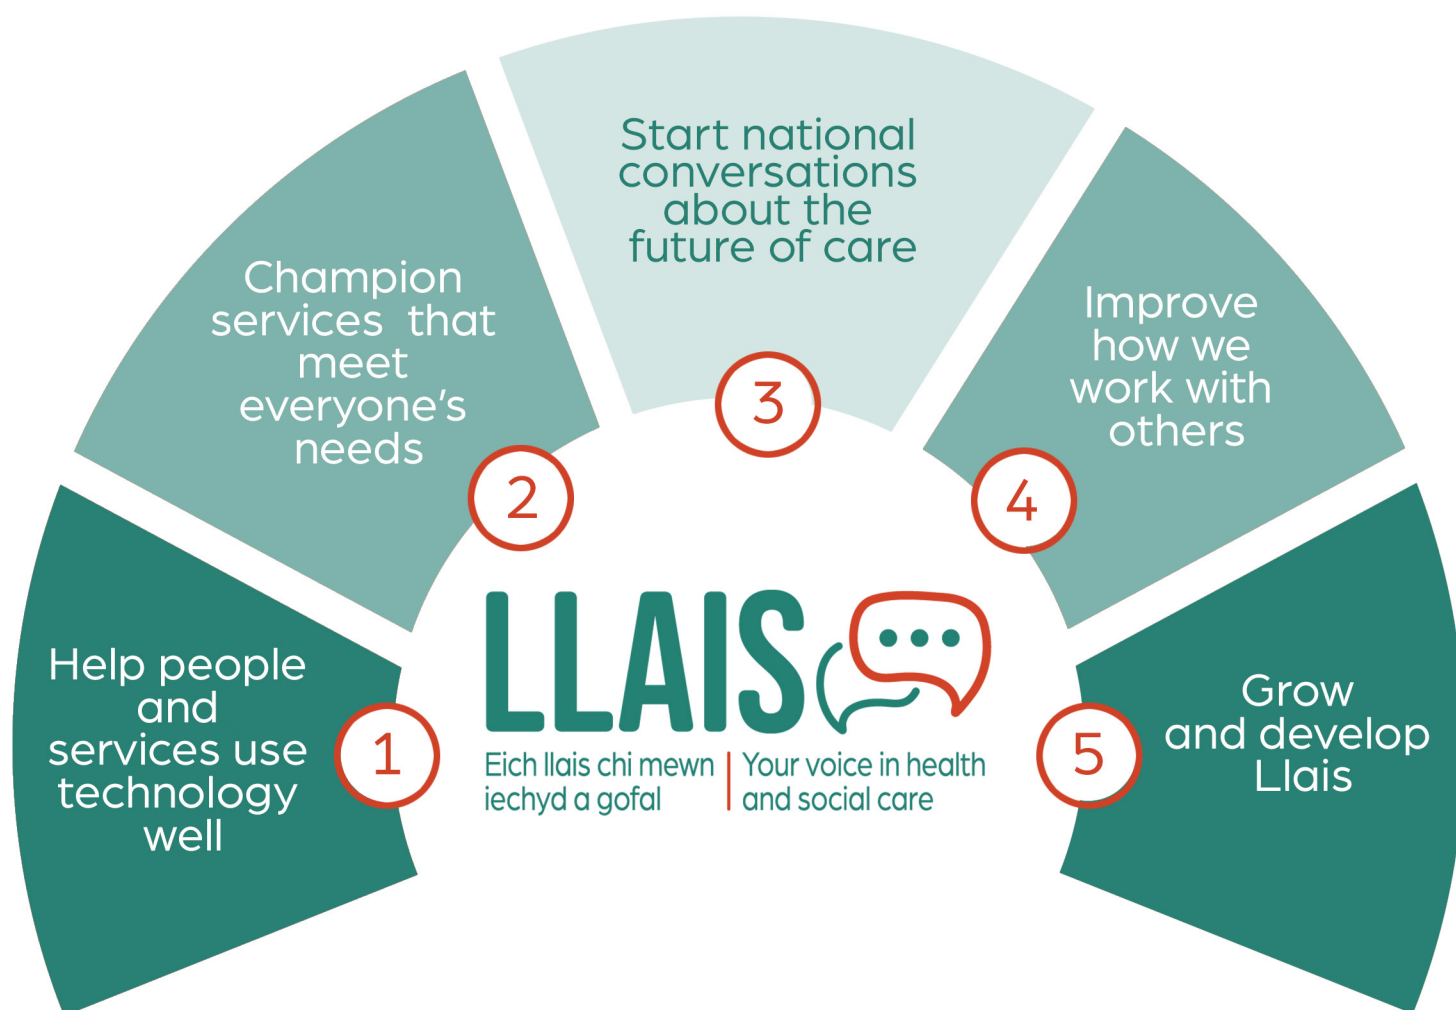 Help people
and
services use
technology
well
1
Champion
services that
meet
everyone's
needs
2
Start national
conversations
about the
future of care
3
Improve
how we
work with
others
4
Grow
and develop
Llais
5
LLAIS
Eich llais chi mewn
iechyd a gofal
Your voice in health
and social care